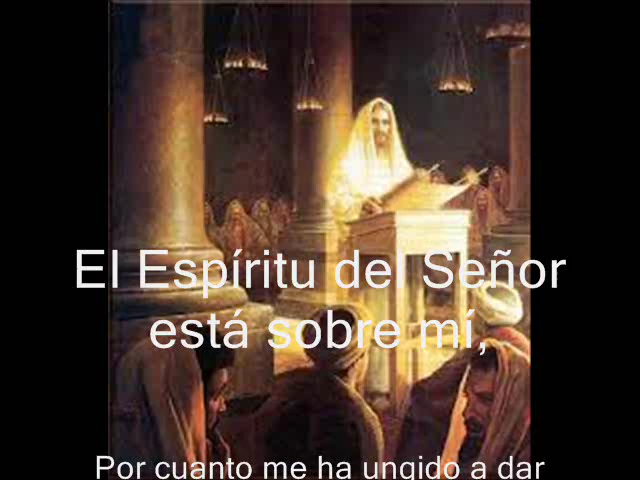 El Espíritu del Señor
está sobre mí,
Por cuanto me ha ungido a dar